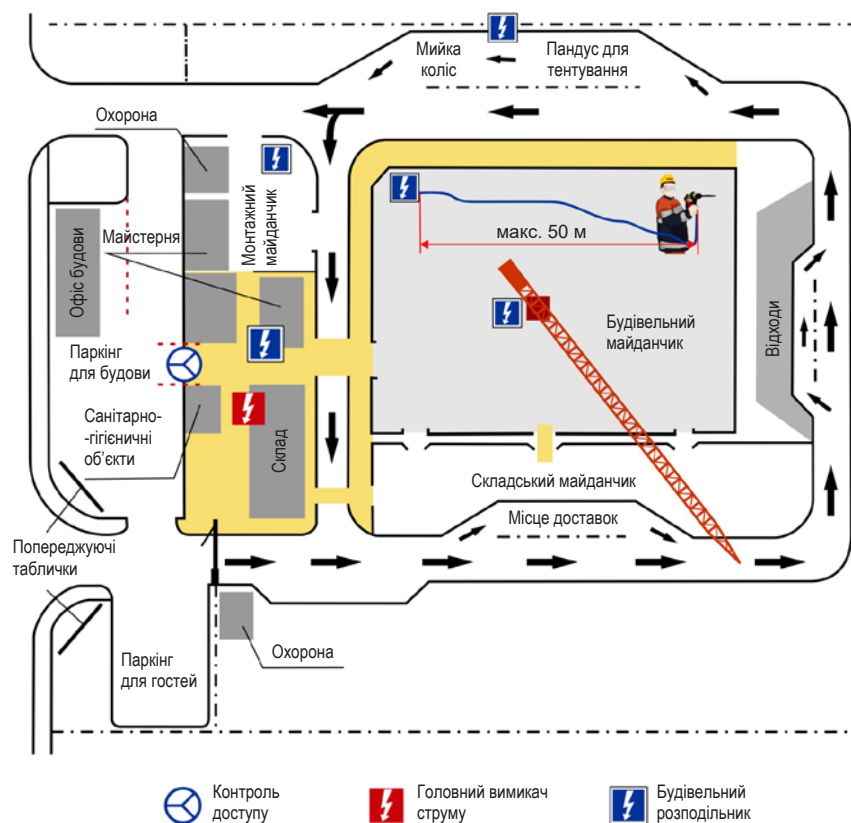 Мийка
коліс
Пандус для
тентування
Охорона
Монтажний
майданчик
Майстерня
макс. 50 м
Офіс будови
Будівельний
майданчик
Відходи
Паркінг
для будови
Санітарно-
-гігієнічні
об’єкти
Склад
Складський майданчик
Місце доставок
Попереджуючі
таблички
Охорона
Паркінг
для гостей
Контроль
доступу
Головний вимикач
струму
Будівельний
розподільник